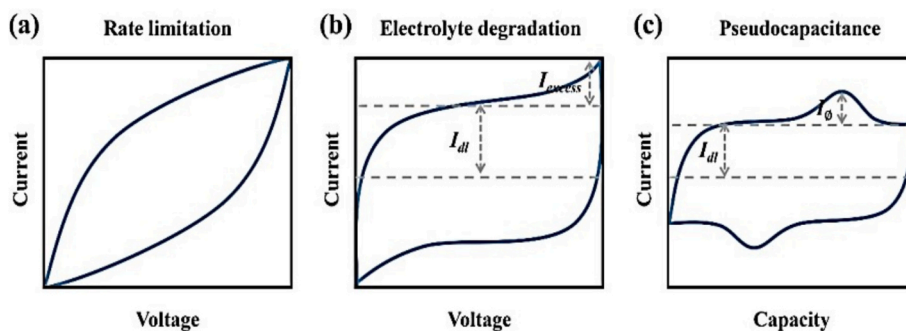 (a) Rate limitation
(b) Electrolyte degradation
(c) Pseudocapacitance
Current
Voltage
Current
I_excess
I_dl
Voltage
Current
I_ø
I_dl
Capacity